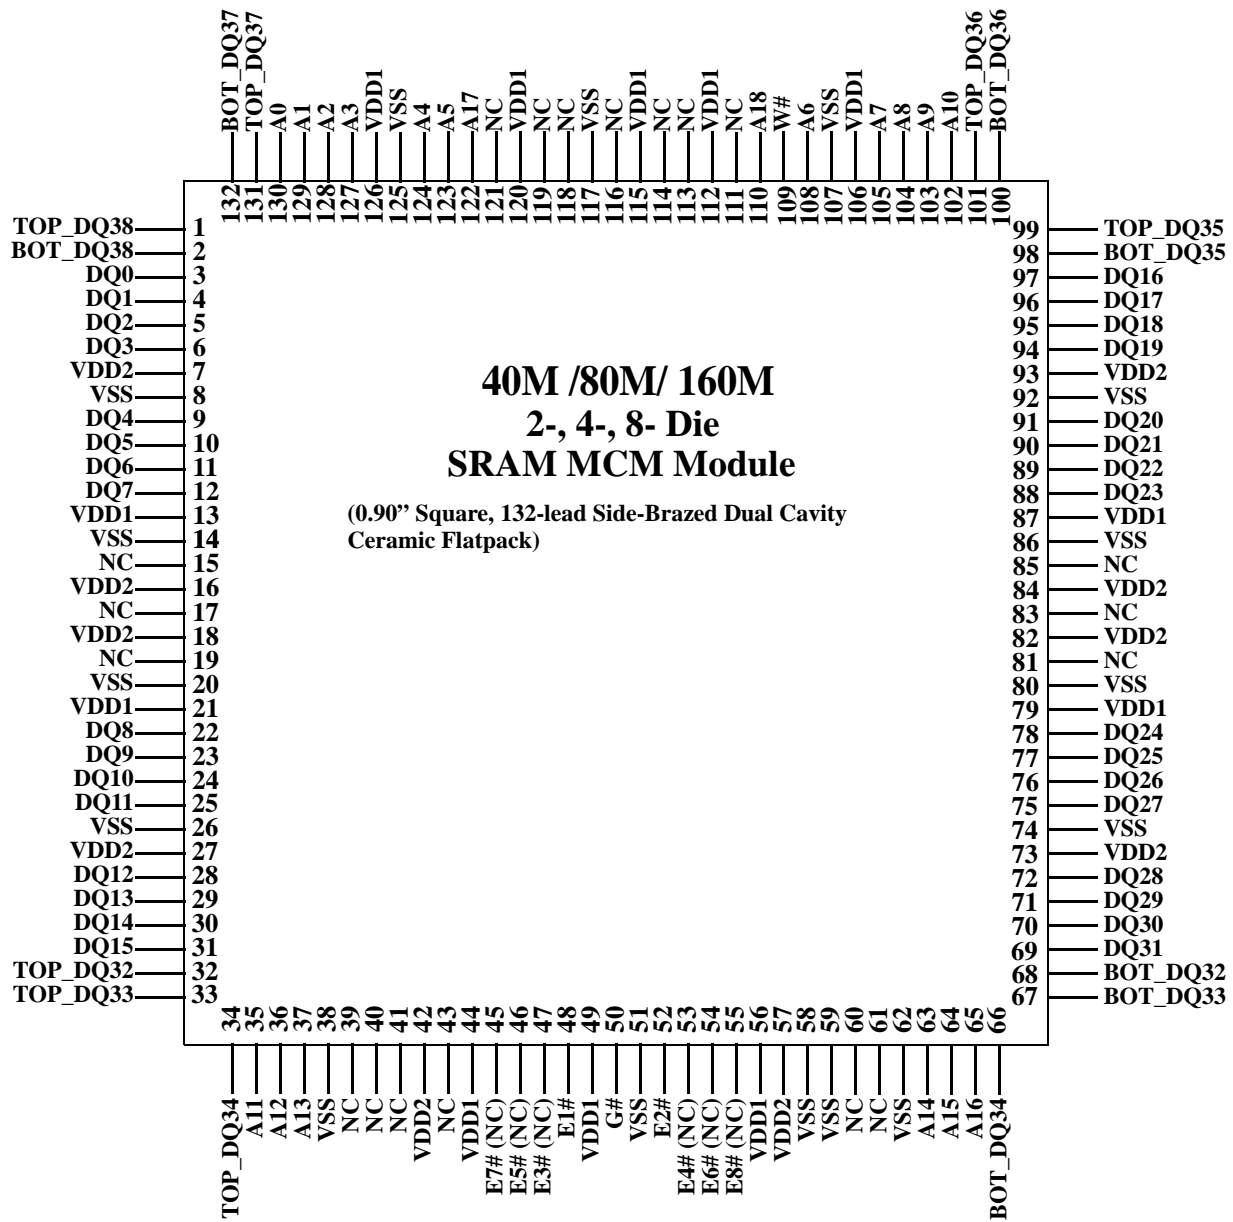 BOT_DQ37
TOP_DQ37
A0
A1
A2
A3
VDD1
VSS
A4
A5
A17
NC
VDD1
NC
NC
VSS
NC
VDD1
NC
NC
VDD1
NC
A18
W#
A6
VSS
VDD1
A7
A8
A9
A10
TOP_DQ36
BOT_DQ36
132
131
130
129
128
127
126
125
124
123
122
121
120
119
118
117
116
115
114
113
112
111
110
109
108
107
106
105
104
103
102
101
100
TOP_DQ38 1
BOT_DQ38 2
DQ0 3
DQ1 4
DQ2 5
DQ3 6
VDD2 7
VSS 8
DQ4 9
DQ5 10
DQ6 11
DQ7 12
VDD1 13
VSS 14
NC 15
VDD2 16
NC 17
VDD2 18
NC 19
VSS 20
VDD1 21
DQ8 22
DQ9 23
DQ10 24
DQ11 25
VSS 26
VDD2 27
DQ12 28
DQ13 29
DQ14 30
DQ15 31
TOP_DQ32 32
TOP_DQ33 33
40M /80M/ 160M
2-, 4-, 8- Die
SRAM MCM Module
(0.90” Square, 132-lead Side-Brazed Dual Cavity
Ceramic Flatpack)
99 TOP_DQ35
98 BOT_DQ35
97 DQ16
96 DQ17
95 DQ18
94 DQ19
93 VDD2
92 VSS
91 DQ20
90 DQ21
89 DQ22
88 DQ23
87 VDD1
86 VSS
85 NC
84 VDD2
83 NC
82 VDD2
81 NC
80 VSS
79 VDD1
78 DQ24
77 DQ25
76 DQ26
75 DQ27
74 VSS
73 VDD2
72 DQ28
71 DQ29
70 DQ30
69 DQ31
68 BOT_DQ32
67 BOT_DQ33
34
35
36
37
38
39
40
41
42
43
44
45
46
47
48
49
50
51
52
53
54
55
56
57
58
59
60
61
62
63
64
65
66
TOP_DQ34
A11
A12
A13
VSS
NC
NC
NC
VDD2
NC
VDD1
E7# (NC)
E5# (NC)
E3# (NC)
E1#
VDD1
G#
VSS
E2#
E4# (NC)
E6# (NC)
E8# (NC)
VDD1
VDD2
VSS
VSS
NC
NC
VSS
A14
A15
A16
BOT_DQ34